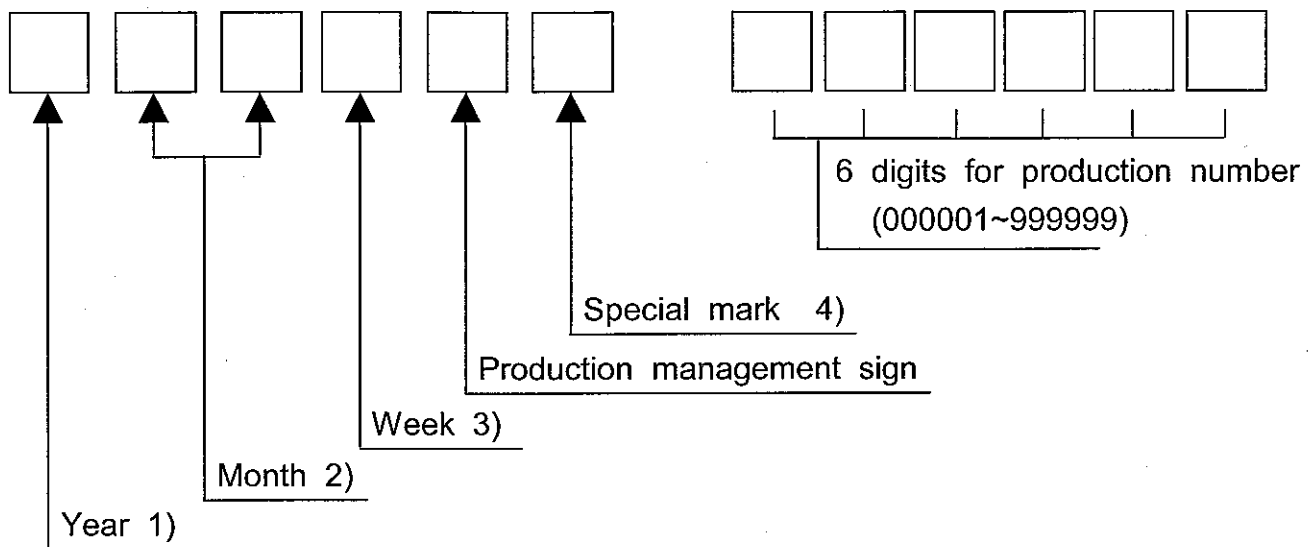 6 digits for production number
(000001~999999)
Special mark 4)
Production management sign
Week 3)
Month 2)
Year 1)